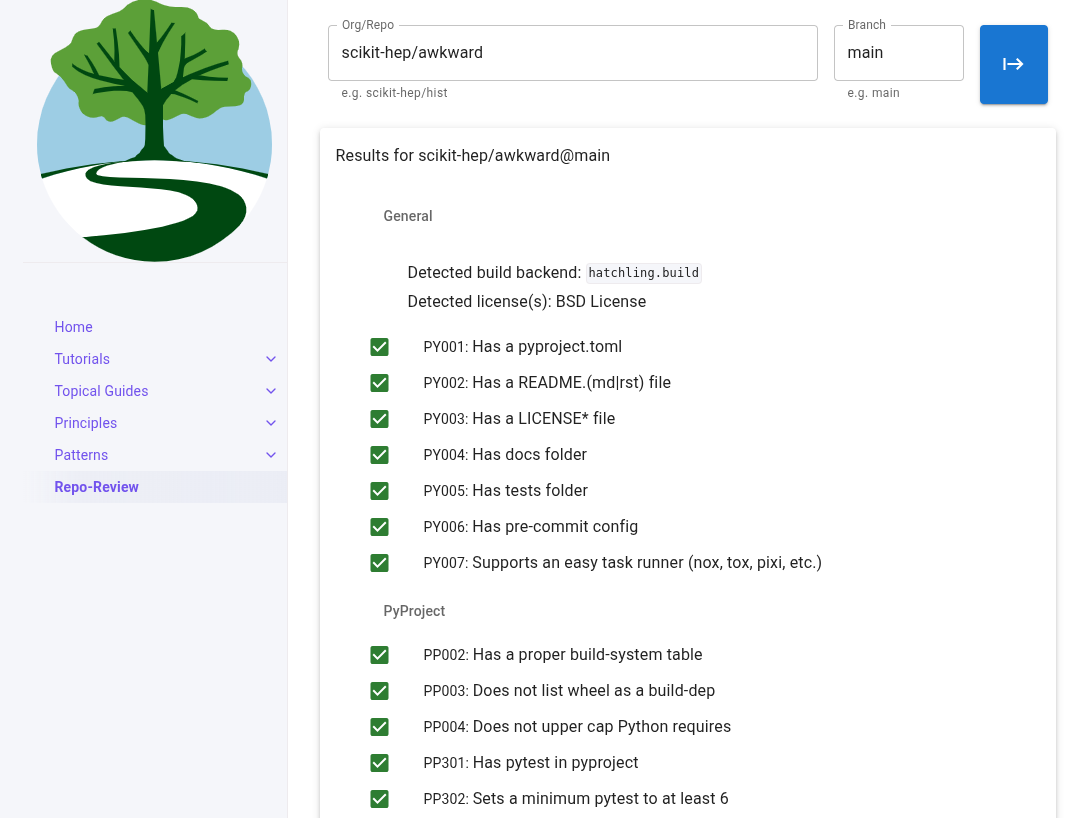 Home
Tutorials
Topical Guides
Principles
Patterns
Repo-Review
Org/Repo
scikit-hep/awkward
e.g. scikit-hep/hist
Branch
main
e.g. main
Results for scikit-hep/awkward@main
General
Detected build backend: hatchling.build
Detected license(s): BSD License
PY001: Has a pyproject.toml
PY002: Has a README.(md|rst) file
PY003: Has a LICENSE* file
PY004: Has docs folder
PY005: Has tests folder
PY006: Has pre-commit config
PY007: Supports an easy task runner (nox, tox, pixi, etc.)
PyProject
PP002: Has a proper build-system table
PP003: Does not list wheel as a build-dep
PP004: Does not upper cap Python requires
PP301: Has pytest in pyproject
PP302: Sets a minimum pytest to at least 6